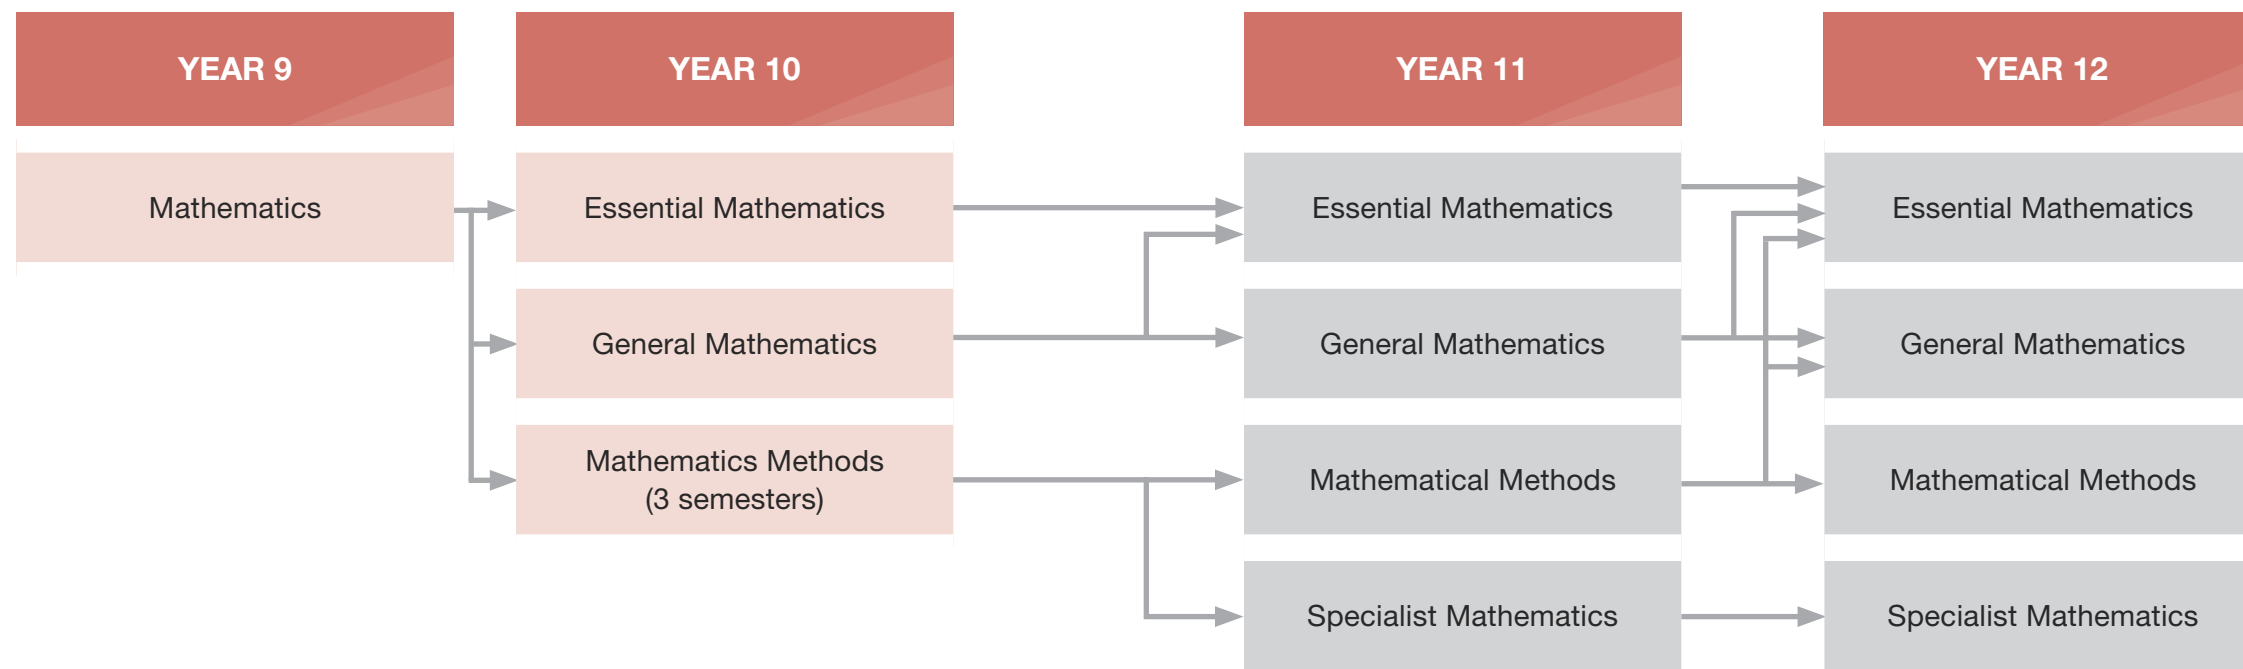 YEAR 9
YEAR 10
YEAR 11
YEAR 12
Mathematics
Essential Mathematics
Essential Mathematics
Essential Mathematics
General Mathematics
General Mathematics
General Mathematics
Mathematics Methods
(3 semesters)
Mathematical Methods
Mathematical Methods
Specialist Mathematics
Specialist Mathematics